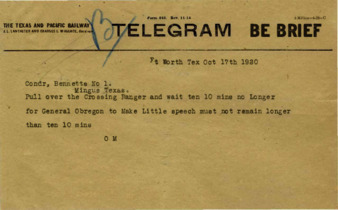 THE TEXAS AND PACIFIC RAILWAY
TELEGRAM BE BRIEF
B
Ft Worth Tex Oct 17th 1920
Condr, Bennetts No 1.
Mingus Texas.
Pull over the Crossing Ranger and wait ten 10 mins no Longer
for General Obregon to Make Little speech must not remain longer
than ten 10 mins
O M